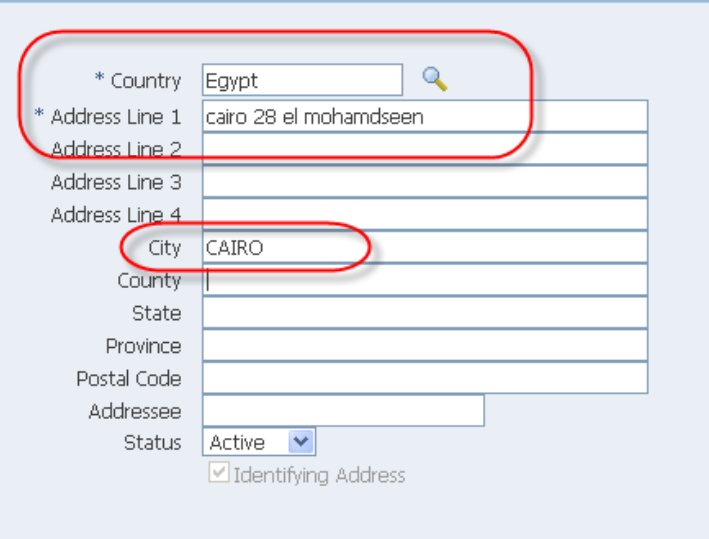 * Country Egypt
* Address Line 1 cairo 28 el mohamdseen
Address Line 2
Address Line 3
Address Line 4
City CAIRO
County
State
Province
Postal Code
Addressee
Status Active
Identifying Address